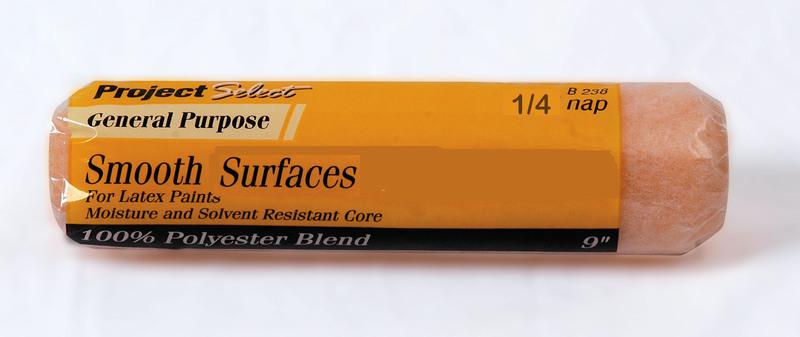 Project Select
B 238
1/4 nap
General Purpose
Smooth Surfaces
For Latex Paints
Moisture and Solvent Resistant Core
100% Polyester Blend 9"